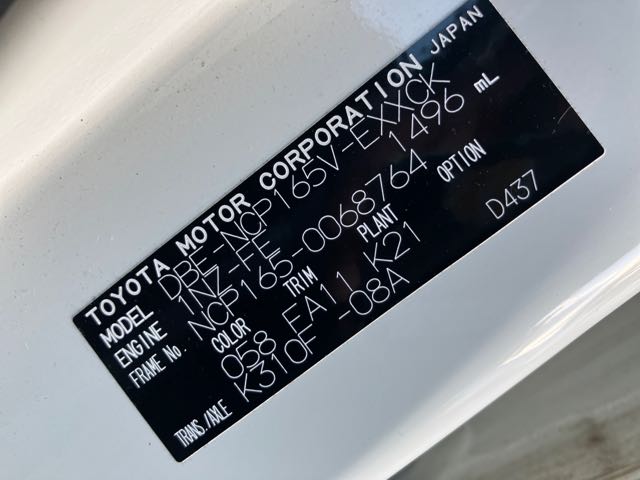 TOYOTA MOTOR CORPORATION JAPAN
MODEL DBE-NCP165V-EXXCK
ENGINE 1NZ-FE 1496 mL
FRAME No. NCP165-0068764
COLOR TRIM PLANT OPTION
058 FA11 K21
TRANS./AXLE K310F -08A D437